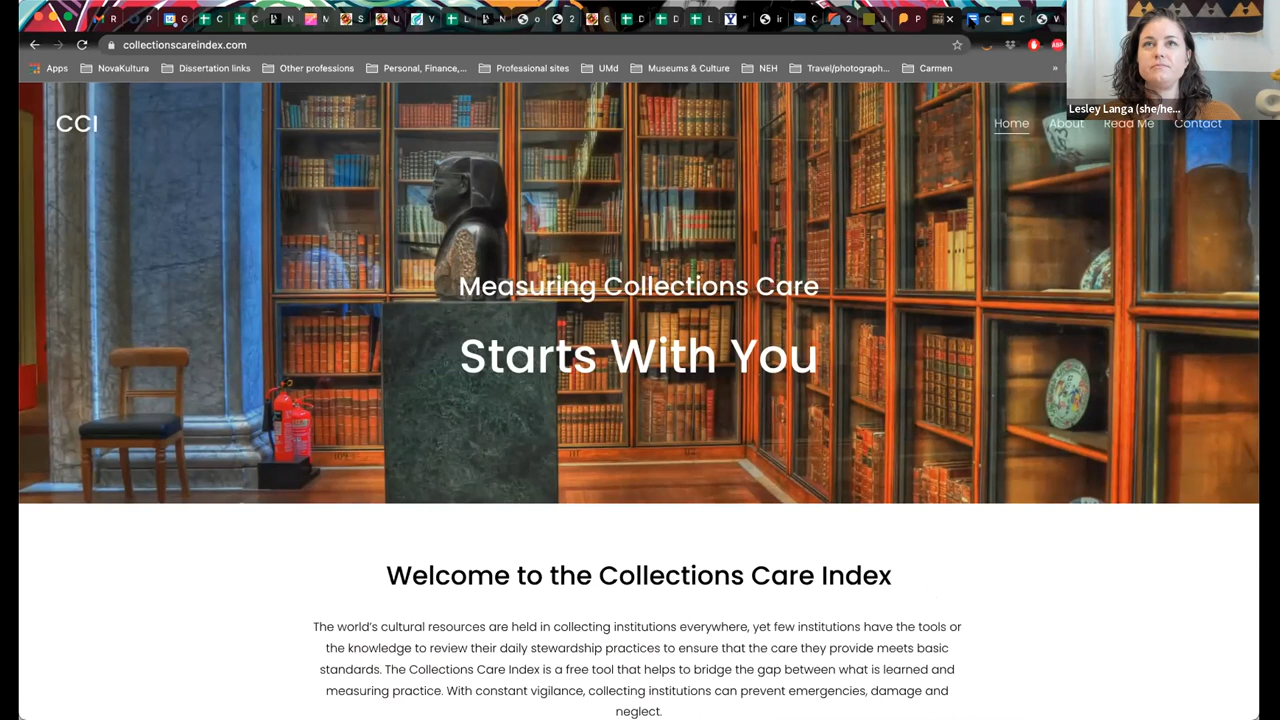 R P G C C N M S U V L N o 2 G D D L Y " ir C 2 J P C C W
collectionscareindex.com
Apps NovaKultura Dissertation links Other professions Personal, Finance,... Professional sites UMd Museums & Culture NEH Travel/photograph... Carmen »
Lesley Langa (she/he...
CCI Home About Read Me Contact
Measuring Collections Care
Starts With You
Welcome to the Collections Care Index
The world's cultural resources are held in collecting institutions everywhere, yet few institutions have the tools or
the knowledge to review their daily stewardship practices to ensure that the care they provide meets basic
standards. The Collections Care Index is a free tool that helps to bridge the gap between what is learned and
measuring practice. With constant vigilance, collecting institutions can prevent emergencies, damage and
neglect.